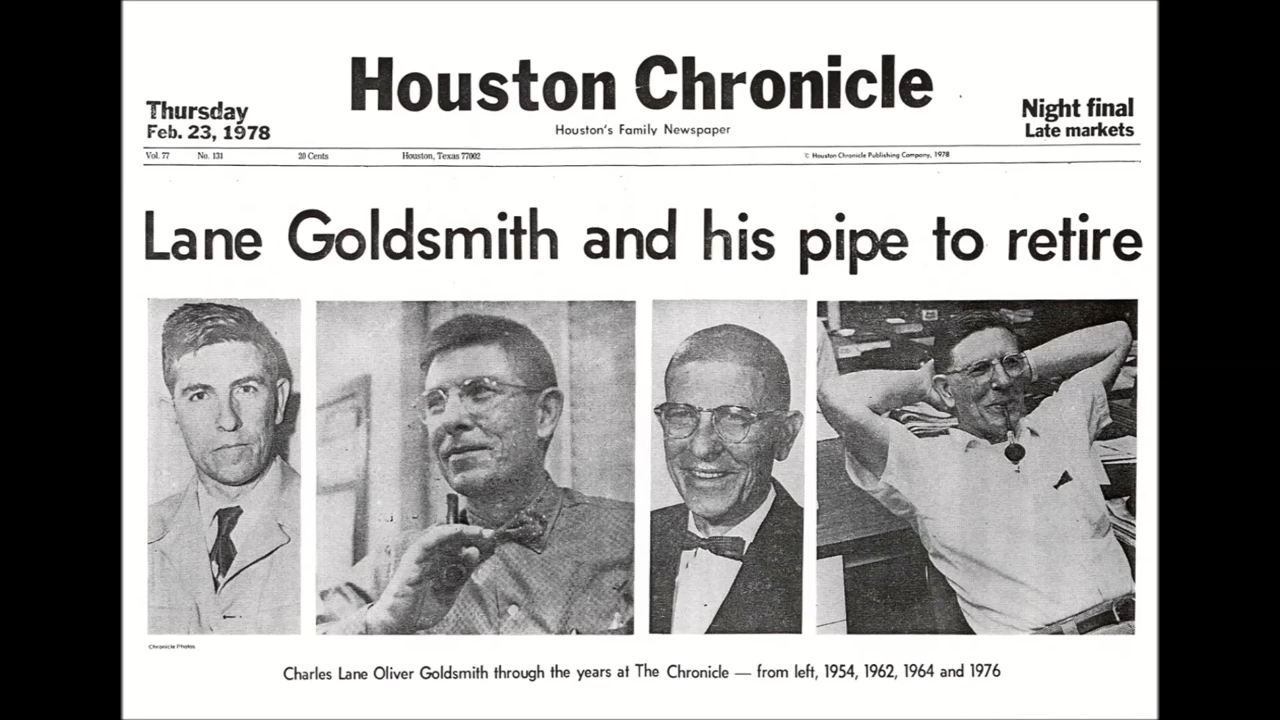 Houston Chronicle
Thursday
Feb. 23, 1978
Houston's Family Newspaper
Night final
Late markets
Vol. 77 No. 131 20 Cents Houston, Texas 77002 © Houston Chronicle Publishing Company, 1978
Lane Goldsmith and his pipe to retire
Chronicle Photos
Charles Lane Oliver Goldsmith through the years at The Chronicle — from left, 1954, 1962, 1964 and 1976